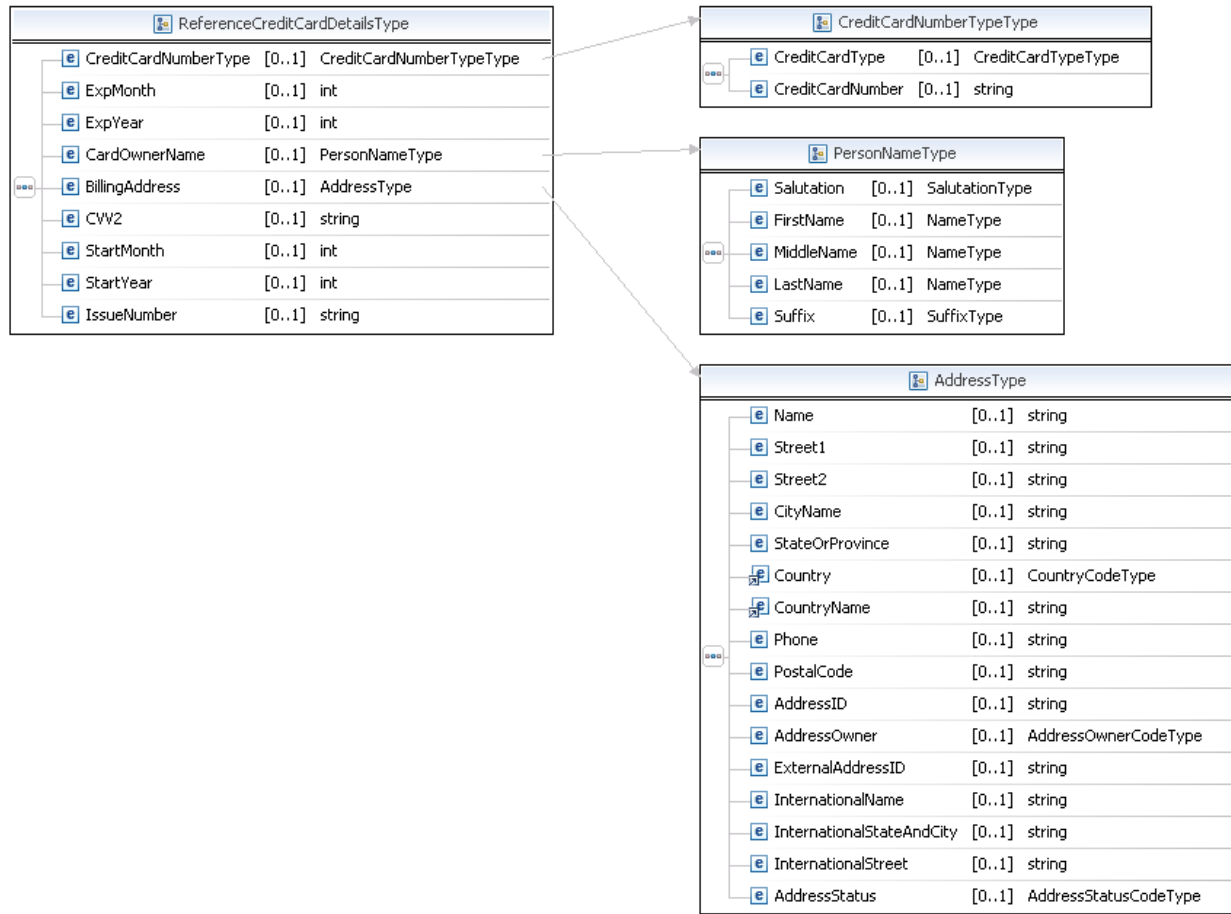 ReferenceCreditCardDetailsType
CreditCardNumberType [0..1] CreditCardNumberTypeType
ExpMonth [0..1] int
ExpYear [0..1] int
CardOwnerName [0..1] PersonNameType
BillingAddress [0..1] AddressType
CVV2 [0..1] string
StartMonth [0..1] int
StartYear [0..1] int
IssueNumber [0..1] string
CreditCardNumberTypeType
CreditCardType [0..1] CreditCardTypeType
CreditCardNumber [0..1] string
PersonNameType
Salutation [0..1] SalutationType
FirstName [0..1] NameType
MiddleName [0..1] NameType
LastName [0..1] NameType
Suffix [0..1] SuffixType
AddressType
Name [0..1] string
Street1 [0..1] string
Street2 [0..1] string
CityName [0..1] string
StateOrProvince [0..1] string
Country [0..1] CountryCodeType
CountryName [0..1] string
Phone [0..1] string
PostalCode [0..1] string
AddressID [0..1] string
AddressOwner [0..1] AddressOwnerCodeType
ExternalAddressID [0..1] string
InternationalName [0..1] string
InternationalStateAndCity [0..1] string
InternationalStreet [0..1] string
AddressStatus [0..1] AddressStatusCodeType